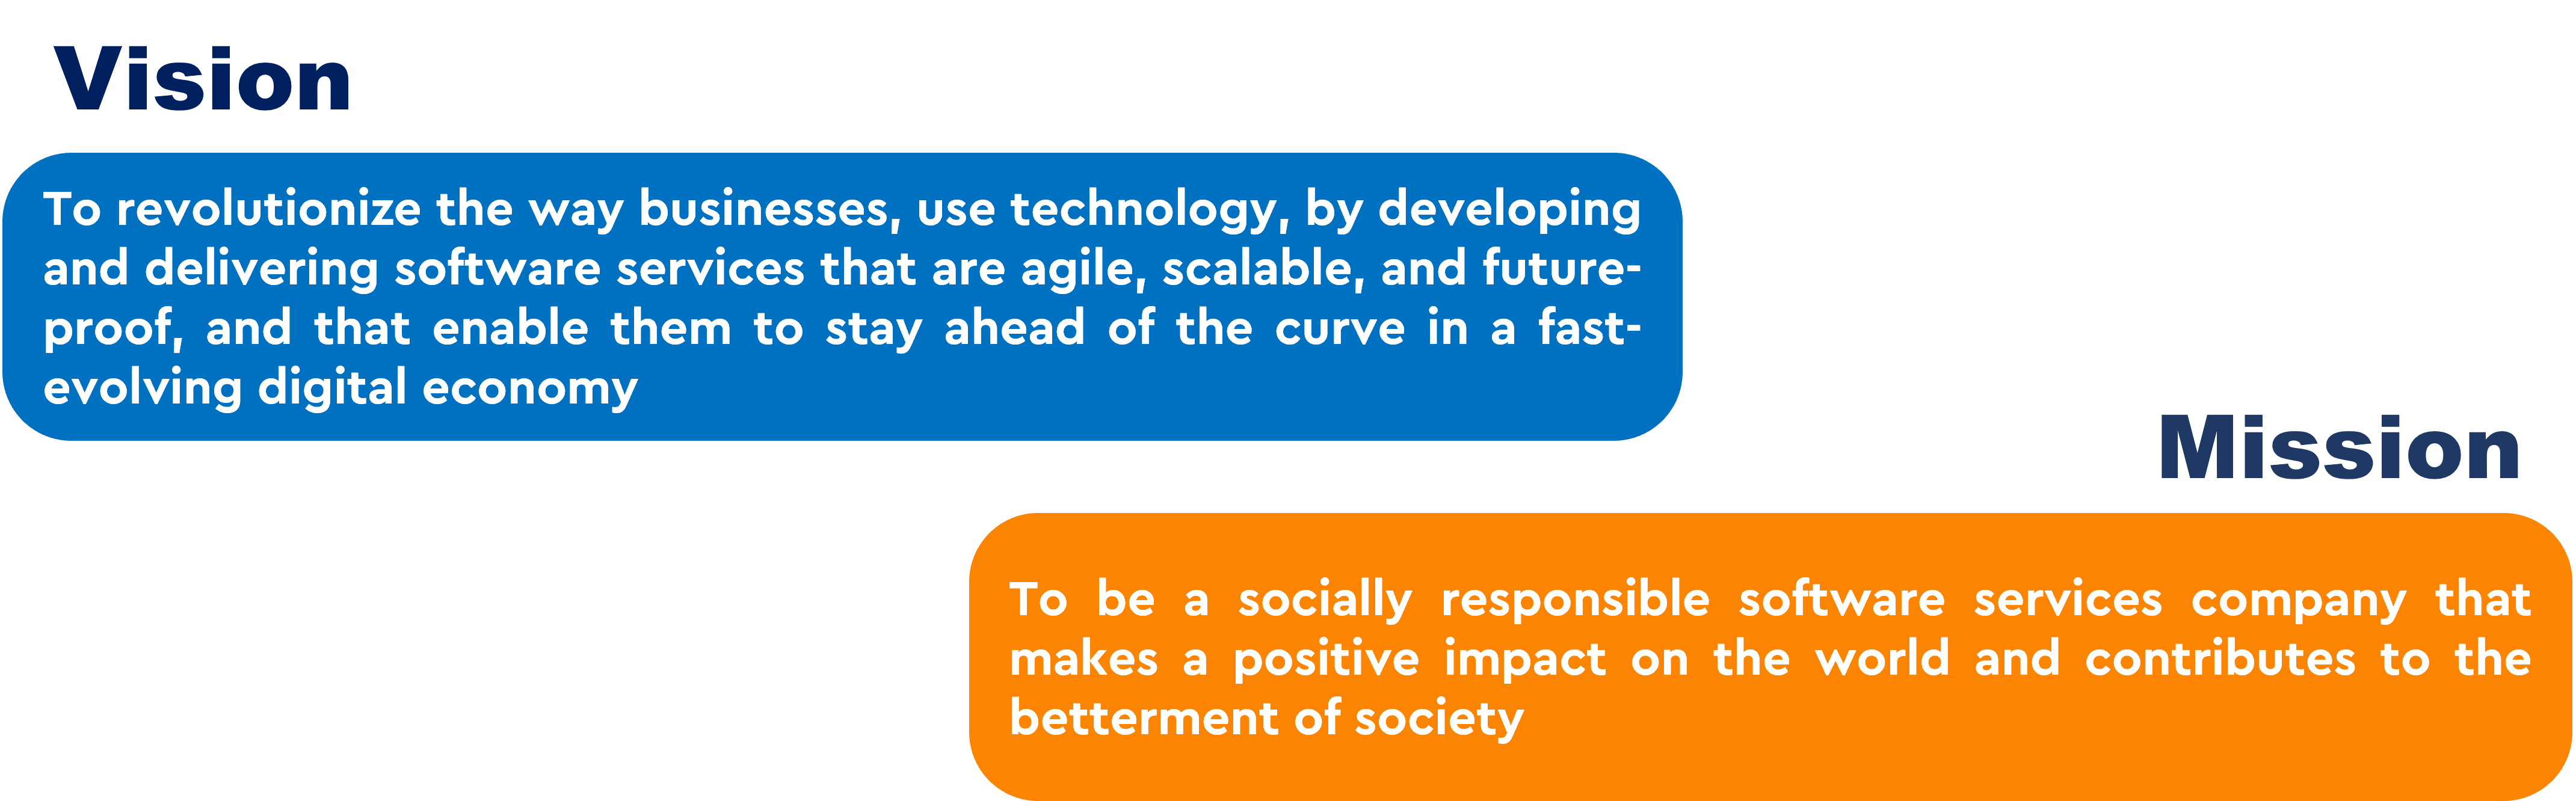 Vision
To revolutionize the way businesses, use technology, by developing
and delivering software services that are agile, scalable, and future-
proof, and that enable them to stay ahead of the curve in a fast-
evolving digital economy
Mission
To be a socially responsible software services company that
makes a positive impact on the world and contributes to the
betterment of society